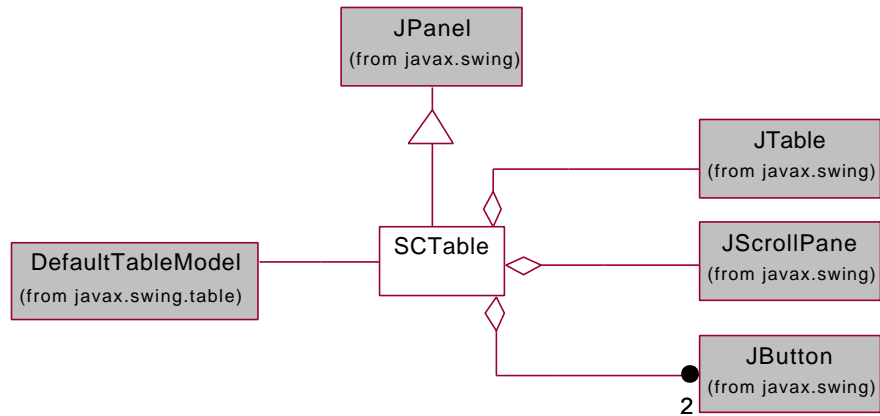 JPanel
(from javax.swing)
JTable
(from javax.swing)
SCTable
JScrollPane
(from javax.swing)
DefaultTableModel
(from javax.swing.table)
JButton
(from javax.swing)
2